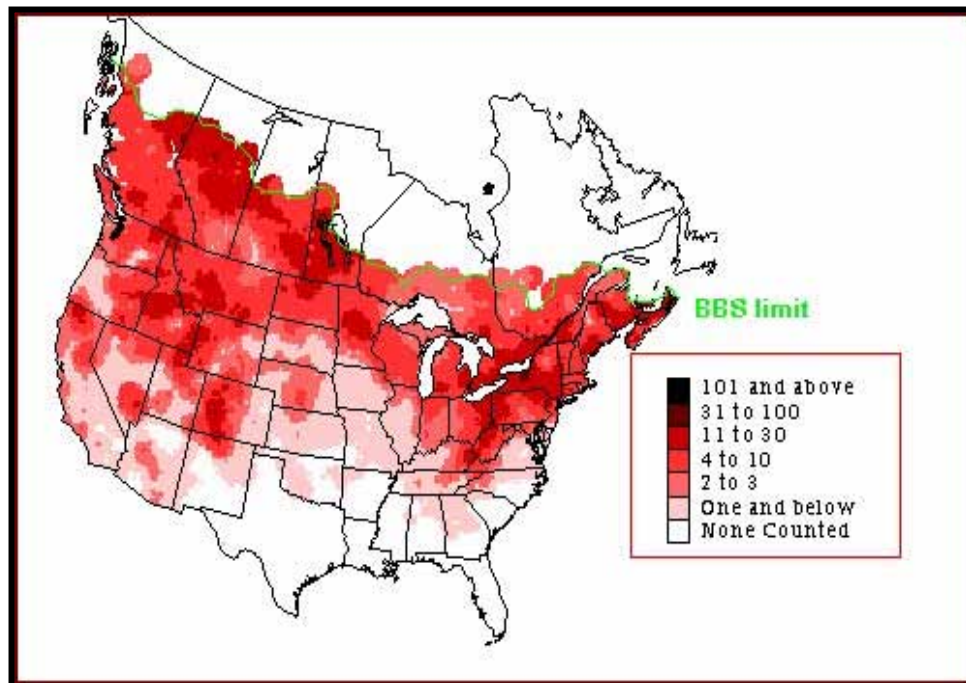 BBS limit
101 and above
31 to 100
11 to 30
4 to 10
2 to 3
One and below
None Counted